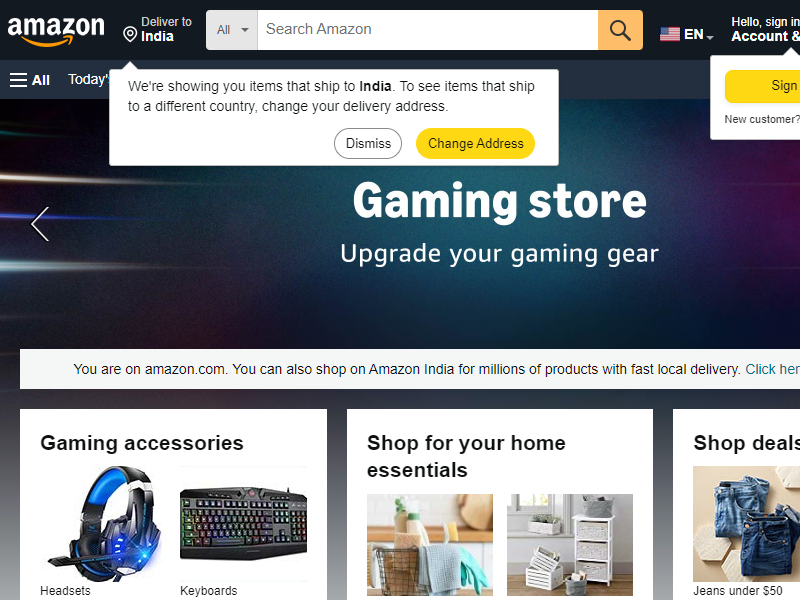 amazon
Deliver to
India
All
Search Amazon
EN
Hello, sign in
Account &
All
Today's
We're showing you items that ship to India. To see items that ship
to a different country, change your delivery address.
Dismiss
Change Address
Sign
New customer?
Gaming store
Upgrade your gaming gear
You are on amazon.com. You can also shop on Amazon India for millions of products with fast local delivery. Click her
Gaming accessories
Headsets
Keyboards
Shop for your home
essentials
Shop deals
Jeans under $50